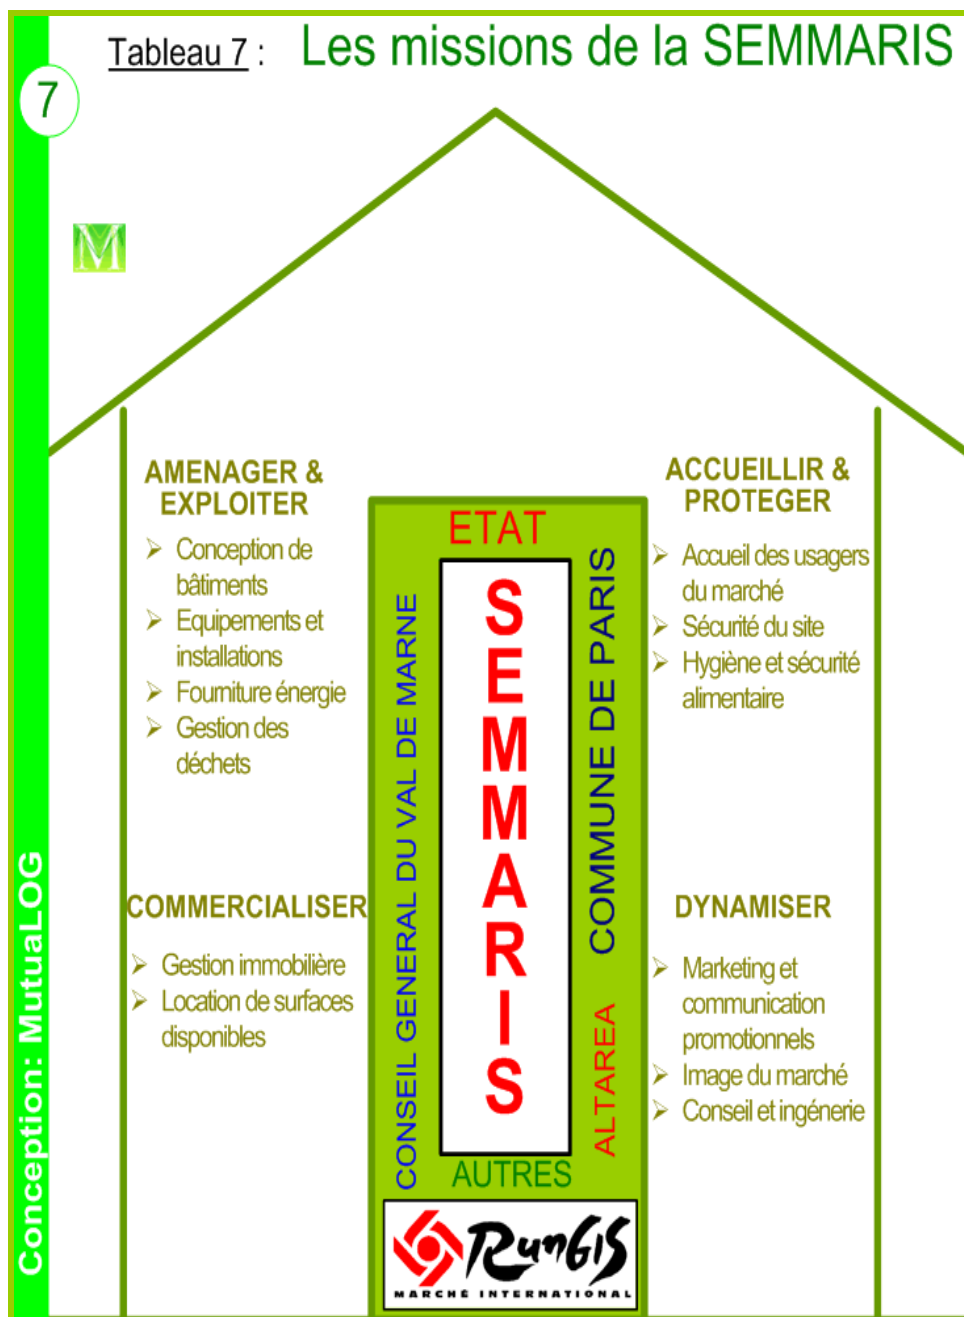 Tableau 7 : Les missions de la SEMMARIS
7
M
AMENAGER &
EXPLOITER
➢ Conception de
bâtiments
➢ Equipements et
installations
➢ Fourniture énergie
➢ Gestion des
déchets
COMMERCIALISER
➢ Gestion immobilière
➢ Location de surfaces
disponibles
ETAT
CONSEIL GENERAL DU VAL DE MARNE
SEMMARIS
COMMUNE DE PARIS
ALTAREA
AUTRES
RunGIS
MARCHÉ INTERNATIONAL
ACCUEILLIR &
PROTEGER
➢ Accueil des usagers
du marché
➢ Sécurité du site
➢ Hygiène et sécurité
alimentaire
DYNAMISER
➢ Marketing et
communication
promotionnels
➢ Image du marché
➢ Conseil et ingénerie
Conception: MutuaLOG